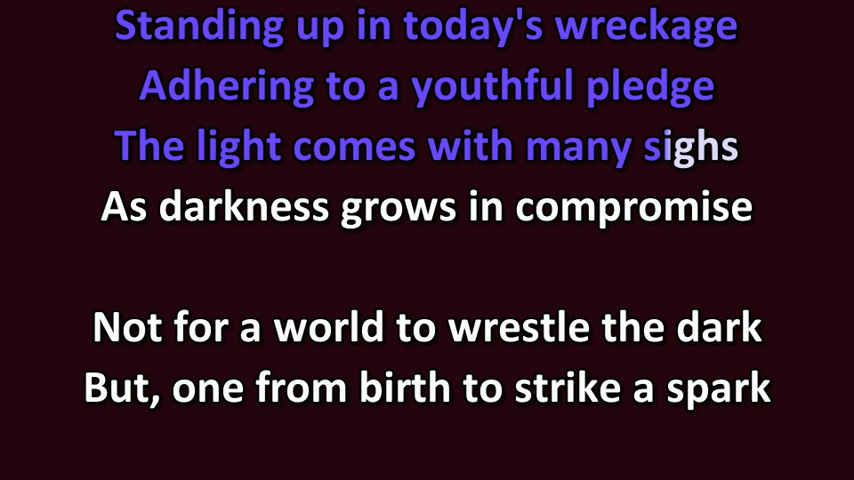 Standing up in today's wreckage
Adhering to a youthful pledge
The light comes with many sighs
As darkness grows in compromise
Not for a world to wrestle the dark
But, one from birth to strike a spark